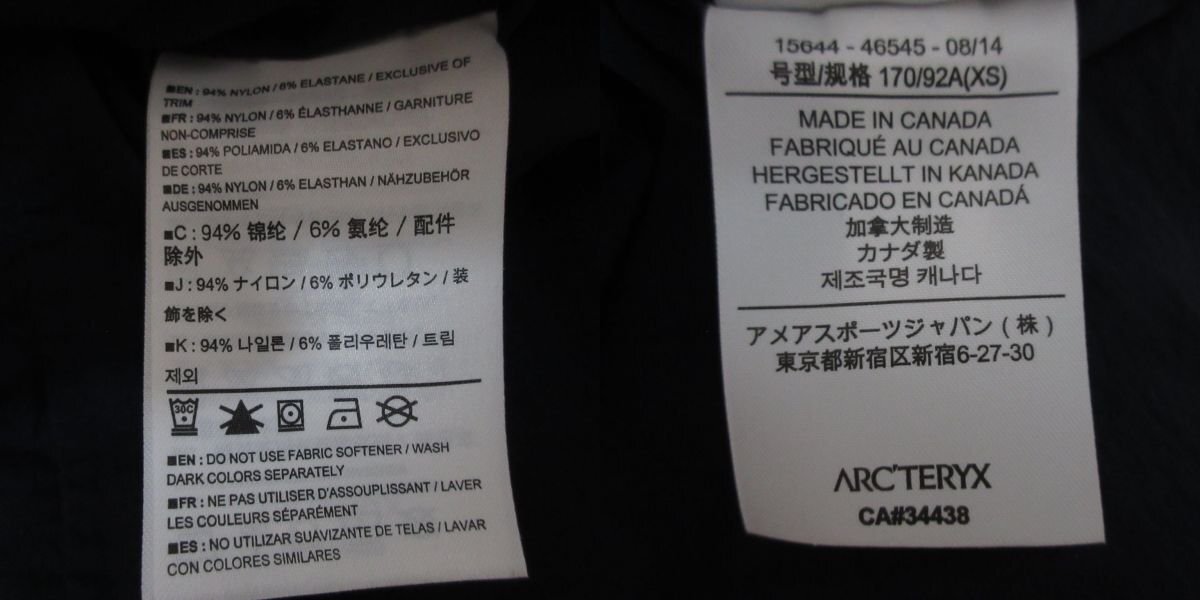 ■EN : 94% NYLON / 6% ELASTANE / EXCLUSIVE OF
TRIM
■FR : 94% NYLON / 6% ÉLASTHANNE / GARNITURE
NON-COMPRISE
■ES : 94% POLIAMIDA / 6% ELASTANO / EXCLUSIVO
DE CORTE
■DE : 94% NYLON / 6% ELASTHAN / NÄHZUBEHÖR
AUSGENOMMEN
■C : 94% 锦纶 / 6% 氨纶 / 配件
除外
■J : 94% ナイロン / 6% ポリウレタン / 装
飾を除く
■K : 94% 나일론 / 6% 폴리우레탄 / 트림
제외
30C
■EN : DO NOT USE FABRIC SOFTENER / WASH
DARK COLORS SEPARATELY
■FR : NE PAS UTILISER D'ASSOUPLISSANT / LAVER
LES COULEURS SÉPARÉMENT
■ES : NO UTILIZAR SUAVIZANTE DE TELAS / LAVAR
CON COLORES SIMILARES
15644 - 46545 - 08/14
号型/规格 170/92A(XS)
MADE IN CANADA
FABRIQUÉ AU CANADA
HERGESTELLT IN KANADA
FABRICADO EN CANADÁ
加拿大制造
カナダ製
제조국명 캐나다
アメアスポーツジャパン ( 株 )
東京都新宿区新宿6-27-30
ARC'TERYX
CA#34438